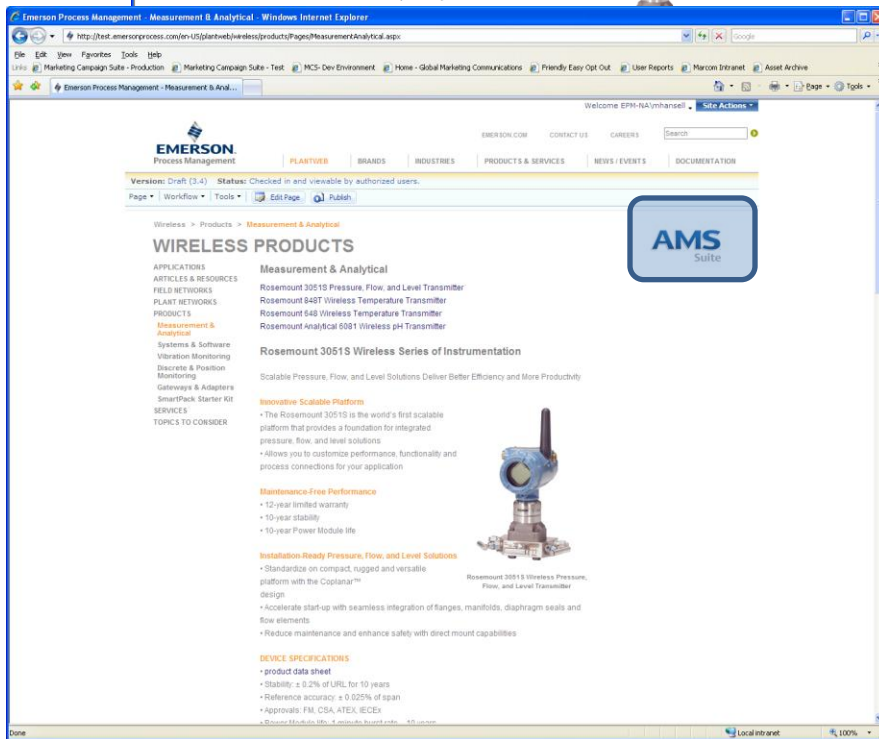 Emerson Process Management - Measurement & Analytical - Windows Internet Explorer
http://test.emersonprocess.com/en-US/plantweb/wireless/products/Pages/MeasurementAnalytical.aspx
Google
File Edit View Favorites Tools Help
Links Marketing Campaign Suite - Production Marketing Campaign Suite - Test MCS- Dev Environment Home - Global Marketing Communications Friendly Easy Opt Out User Reports Marcom Intranet Asset Archive
Emerson Process Management - Measurement & Anal...
Page Tools
Welcome EPM-NA\mhansell
Site Actions
EMERSON.COM CONTACT US CAREERS Search
EMERSON.
Process Management
PLANTWEB BRANDS INDUSTRIES PRODUCTS & SERVICES NEWS / EVENTS DOCUMENTATION
Version: Draft (3.4) Status: Checked in and viewable by authorized users.
Page Workflow Tools Edit Page Publish
Wireless > Products > Measurement & Analytical
WIRELESS PRODUCTS
AMS
Suite
APPLICATIONS
ARTICLES & RESOURCES
FIELD NETWORKS
PLANT NETWORKS
PRODUCTS
Measurement &
Analytical
Systems & Software
Vibration Monitoring
Discrete & Position
Monitoring
Gateways & Adapters
SmartPack Starter Kit
SERVICES
TOPICS TO CONSIDER
Measurement & Analytical
Rosemount 3051S Pressure, Flow, and Level Transmitter
Rosemount 848T Wireless Temperature Transmitter
Rosemount 648 Wireless Temperature Transmitter
Rosemount Analytical 6081 Wireless pH Transmitter
Rosemount 3051S Wireless Series of Instrumentation
Scalable Pressure, Flow, and Level Solutions Deliver Better Efficiency and More Productivity
Innovative Scalable Platform
• The Rosemount 3051S is the world's first scalable
platform that provides a foundation for integrated
pressure, flow, and level solutions
• Allows you to customize performance, functionality and
process connections for your application
Maintenance-Free Performance
• 12-year limited warranty
• 10-year stability
• 10-year Power Module life
Installation-Ready Pressure, Flow, and Level Solutions
• Standardize on compact, rugged and versatile
platform with the Coplanar™
design
• Accelerate start-up with seamless integration of flanges, manifolds, diaphragm seals and
flow elements
• Reduce maintenance and enhance safety with direct mount capabilities
Rosemount 3051S Wireless Pressure,
Flow, and Level Transmitter
DEVICE SPECIFICATIONS
• product data sheet
• Stability: ± 0.2% of URL for 10 years
• Reference accuracy: ± 0.025% of span
• Approvals: FM, CSA, ATEX, IECEx
• Power Module life: 1 minute burst rate - 10 years
Done
Local intranet
100%